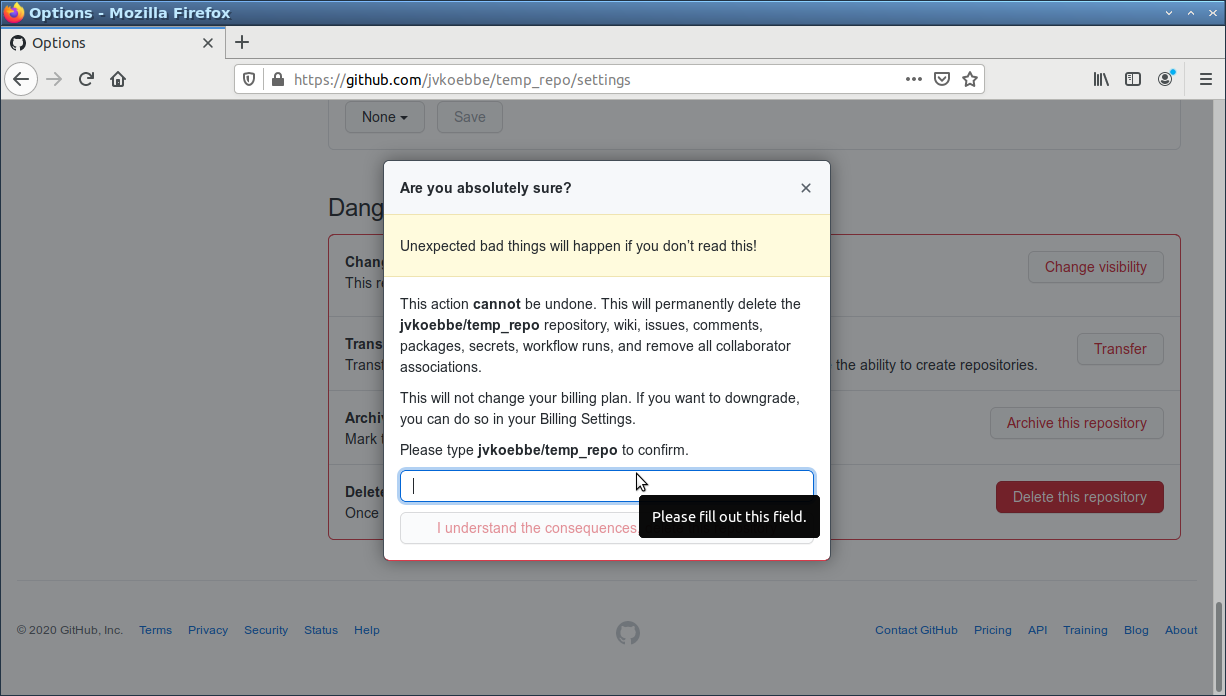 Options - Mozilla Firefox
Options
https://github.com/jvkoebbe/temp_repo/settings
None
Save
Dang
Are you absolutely sure?
Unexpected bad things will happen if you don't read this!
This action cannot be undone. This will permanently delete the
jvkoebbe/temp_repo repository, wiki, issues, comments,
packages, secrets, workflow runs, and remove all collaborator
associations.
This will not change your billing plan. If you want to downgrade,
you can do so in your Billing Settings.
Please type jvkoebbe/temp_repo to confirm.
Please fill out this field.
I understand the consequences,
Chan
This re
Change visibility
Trans
Transf
the ability to create repositories.
Transfer
Archi
Mark t
Archive this repository
Delete
Once
Delete this repository
© 2020 GitHub, Inc. Terms Privacy Security Status Help
Contact GitHub Pricing API Training Blog About